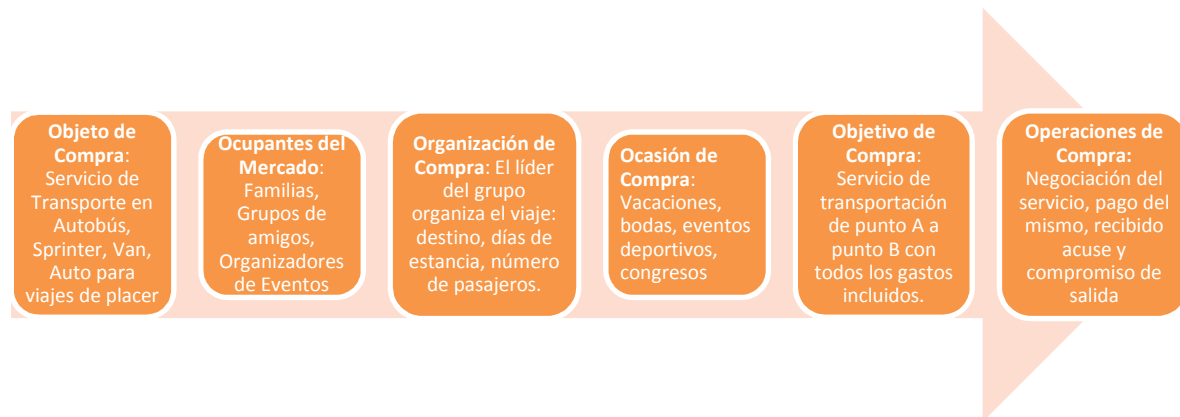 Objeto de
Compra:
Servicio de
Transporte en
Autobús,
Sprinter, Van,
Auto para
viajes de placer
Ocupantes del
Mercado:
Familias,
Grupos de
amigos,
Organizadores
de Eventos
Organización de
Compra: El líder
del grupo
organiza el viaje:
destino, días de
estancia, número
de pasajeros.
Ocasión de
Compra:
Vacaciones,
bodas, eventos
deportivos,
congresos
Objetivo de
Compra:
Servicio de
transportación
de punto A a
punto B con
todos los gastos
incluidos.
Operaciones de
Compra:
Negociación del
servicio, pago del
mismo, recibido
acuse y
compromiso de
salida